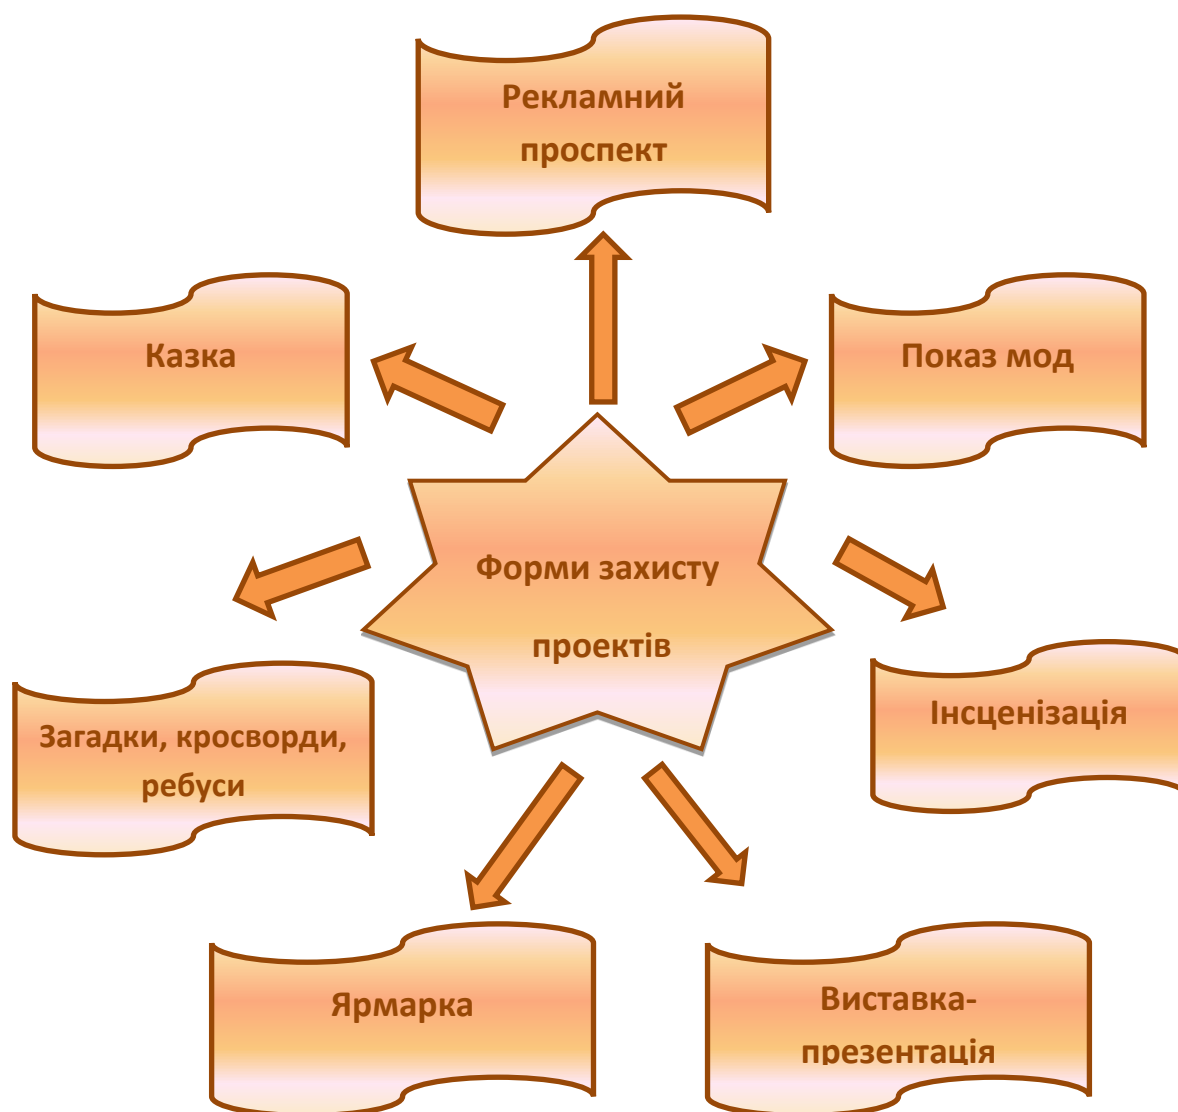 Рекламний
проспект
Казка
Показ мод
Форми захисту
проектів
Інсценізація
Загадки, кросворди,
ребуси
Ярмарка
Виставка-
презентація